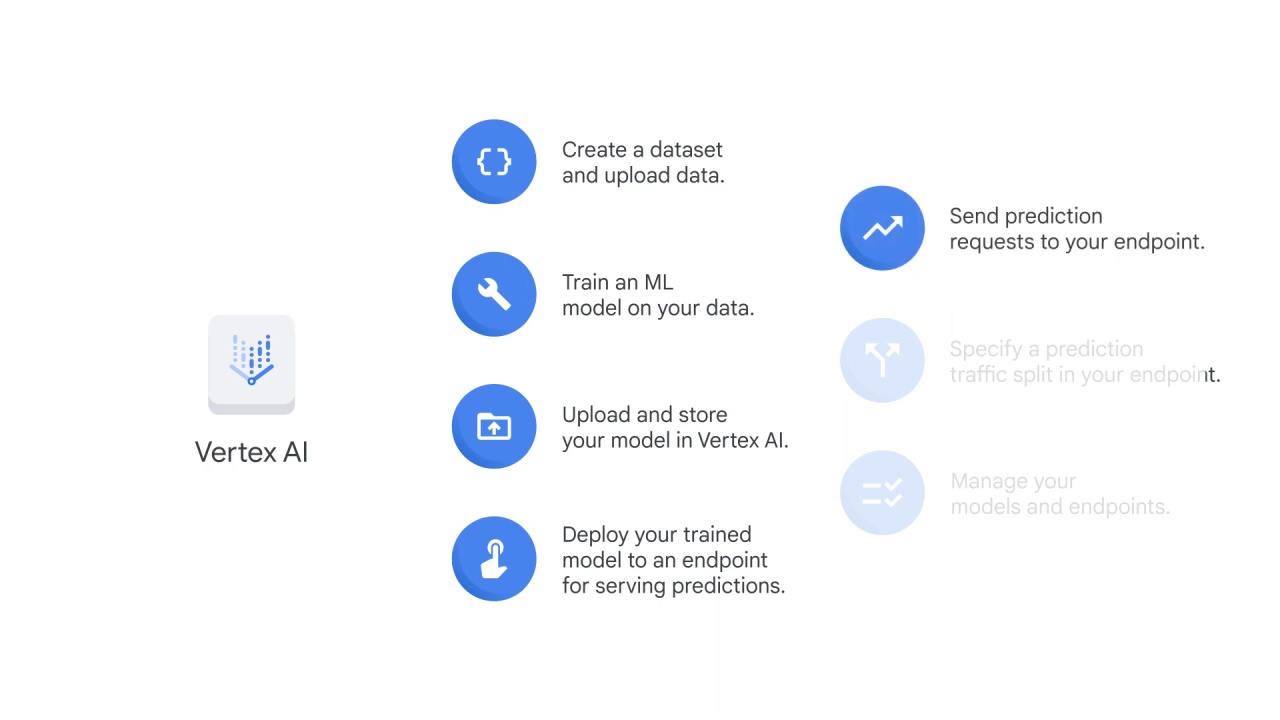 Vertex AI
Create a dataset
and upload data.
Train an ML
model on your data.
Upload and store
your model in Vertex AI.
Deploy your trained
model to an endpoint
for serving predictions.
Send prediction
requests to your endpoint.
Specify a prediction
traffic split in your endpoint.
Manage your
models and endpoints.